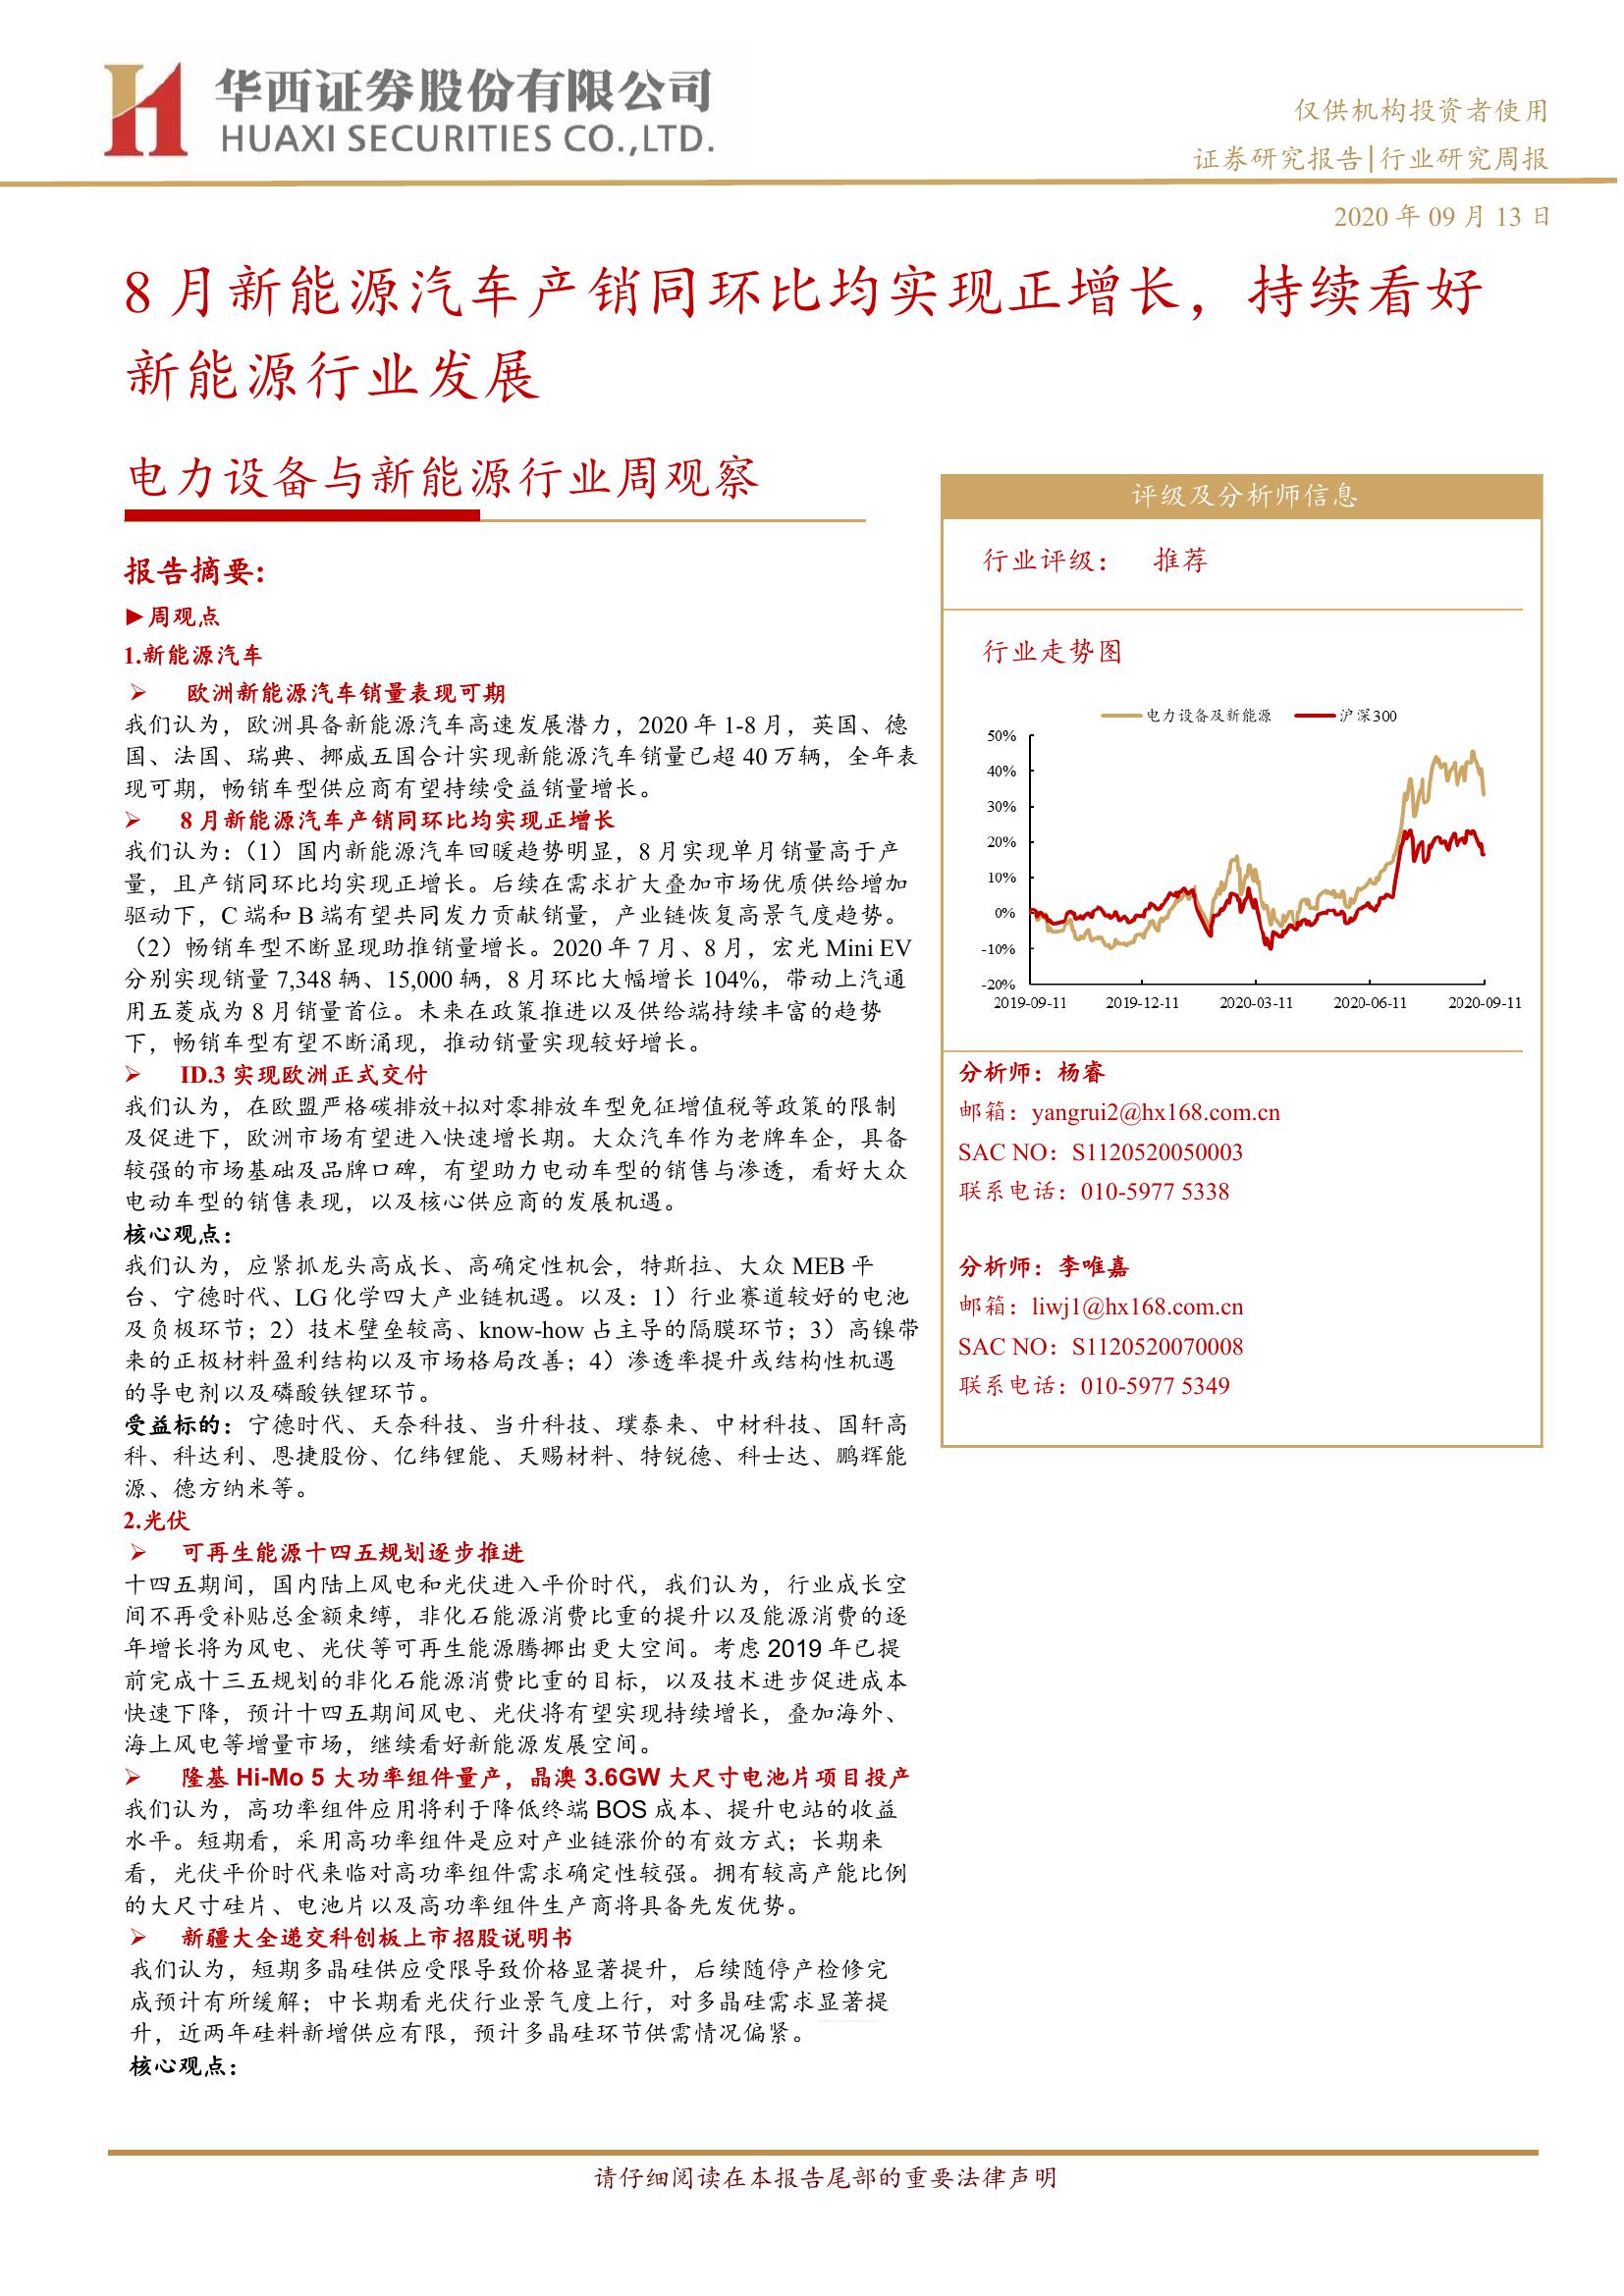 华西证券股份有限公司
HUAXI SECURITIES CO.,LTD.
仅供机构投资者使用
证券研究报告|行业研究周报
2020 年 09 月 13 日
8 月新能源汽车产销同环比均实现正增长，持续看好
新能源行业发展
电力设备与新能源行业周观察
报告摘要:
►周观点
1.新能源汽车
➢ 欧洲新能源汽车销量表现可期
我们认为，欧洲具备新能源汽车高速发展潜力，2020 年 1-8 月，英国、德
国、法国、瑞典、挪威五国合计实现新能源汽车销量已超 40 万辆，全年表
现可期，畅销车型供应商有望持续受益销量增长。
➢ 8 月新能源汽车产销同环比均实现正增长
我们认为：（1）国内新能源汽车回暖趋势明显，8 月实现单月销量高于产
量，且产销同环比均实现正增长。后续在需求扩大叠加市场优质供给增加
驱动下，C 端和 B 端有望共同发力贡献销量，产业链恢复高景气度趋势。
（2）畅销车型不断显现助推销量增长。2020 年 7 月、8 月，宏光 Mini EV
分别实现销量 7,348 辆、15,000 辆，8 月环比大幅增长 104%，带动上汽通
用五菱成为 8 月销量首位。未来在政策推进以及供给端持续丰富的趋势
下，畅销车型有望不断涌现，推动销量实现较好增长。
➢ ID.3 实现欧洲正式交付
我们认为，在欧盟严格碳排放+拟对零排放车型免征增值税等政策的限制
及促进下，欧洲市场有望进入快速增长期。大众汽车作为老牌车企，具备
较强的市场基础及品牌口碑，有望助力电动车型的销售与渗透，看好大众
电动车型的销售表现，以及核心供应商的发展机遇。
核心观点：
我们认为，应紧抓龙头高成长、高确定性机会，特斯拉、大众 MEB 平
台、宁德时代、LG 化学四大产业链机遇。以及：1）行业赛道较好的电池
及负极环节；2）技术壁垒较高、know-how 占主导的隔膜环节；3）高镍带
来的正极材料盈利结构以及市场格局改善；4）渗透率提升或结构性机遇
的导电剂以及磷酸铁锂环节。
受益标的：宁德时代、天奈科技、当升科技、璞泰来、中材科技、国轩高
科、科达利、恩捷股份、亿纬锂能、天赐材料、特锐德、科士达、鹏辉能
源、德方纳米等。
2.光伏
➢ 可再生能源十四五规划逐步推进
十四五期间，国内陆上风电和光伏进入平价时代，我们认为，行业成长空
间不再受补贴总金额束缚，非化石能源消费比重的提升以及能源消费的逐
年增长将为风电、光伏等可再生能源腾挪出更大空间。考虑 2019 年已提
前完成十三五规划的非化石能源消费比重的目标，以及技术进步促进成本
快速下降，预计十四五期间风电、光伏将有望实现持续增长，叠加海外、
海上风电等增量市场，继续看好新能源发展空间。
➢ 隆基 Hi-Mo 5 大功率组件量产，晶澳 3.6GW 大尺寸电池片项目投产
我们认为，高功率组件应用将利于降低终端 BOS 成本、提升电站的收益
水平。短期看，采用高功率组件是应对产业链涨价的有效方式；长期来
看，光伏平价时代来临对高功率组件需求确定性较强。拥有较高产能比例
的大尺寸硅片、电池片以及高功率组件生产商将具备先发优势。
➢ 新疆大全递交科创板上市招股说明书
我们认为，短期多晶硅供应受限导致价格显著提升，后续随停产检修完
成预计有所缓解；中长期看光伏行业景气度上行，对多晶硅需求显著提
升，近两年硅料新增供应有限，预计多晶硅环节供需情况偏紧。
核心观点：
评级及分析师信息
行业评级： 推荐
行业走势图
电力设备及新能源 沪深300
50%
40%
30%
20%
10%
0%
-10%
-20%
2019-09-11 2019-12-11 2020-03-11 2020-06-11 2020-09-11
分析师：杨睿
邮箱：yangrui2@hx168.com.cn
SAC NO：S1120520050003
联系电话：010-5977 5338
分析师：李唯嘉
邮箱：liwj1@hx168.com.cn
SAC NO：S1120520070008
联系电话：010-5977 5349
请仔细阅读在本报告尾部的重要法律声明